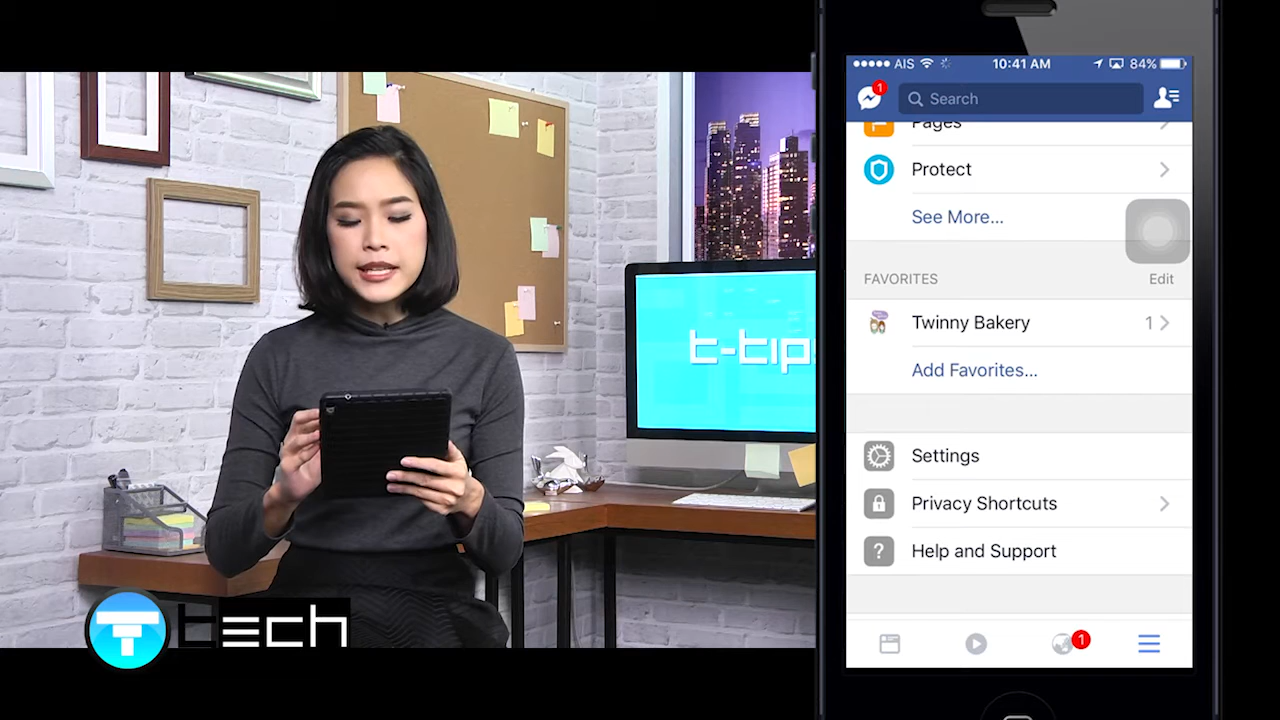 AIS
10:41 AM
84%
1
Search
Pages
Protect
See More...
FAVORITES
Edit
Twinny Bakery
1
Add Favorites...
Settings
Privacy Shortcuts
?
Help and Support
1
t-tips
T
tech